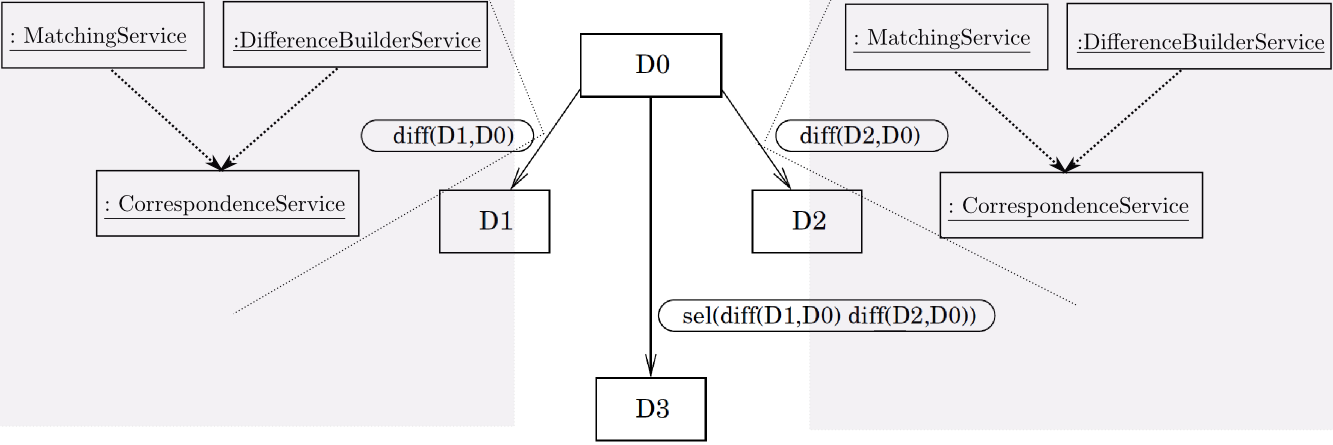 : MatchingService
:DifferenceBuilderService
D0
: MatchingService
:DifferenceBuilderService
diff(D1,D0)
diff(D2,D0)
: CorrespondenceService
D1
D2
: CorrespondenceService
sel(diff(D1,D0) diff(D2,D0))
D3